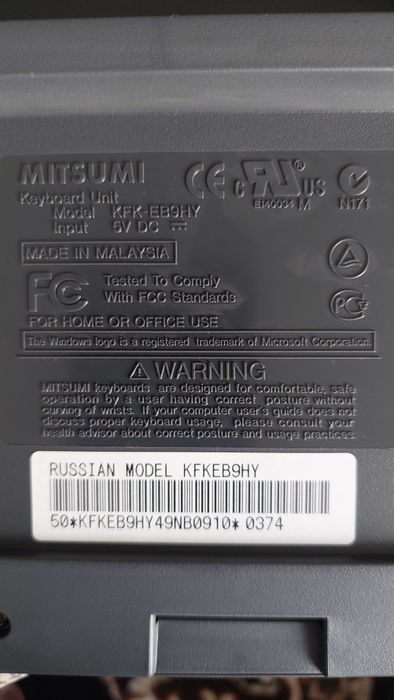 MITSUMI
CE c RU ® US
E140034 M N171
Keyboard Unit
Model KFK-EB9HY
Input 5V DC
MADE IN MALAYSIA
FC Tested To Comply
With FCC Standards
FOR HOME OR OFFICE USE
The Windows logo is a registered trademark of Microsoft Corporation.
WARNING
MITSUMI keyboards are designed for comfortable, safe
operation by a user having correct posture without
curving of wrists. If your computer user's guide does not
discuss proper keyboard usage, please consult your
health advisor about correct posture and usage practices.
RUSSIAN MODEL KFKEB9HY
50*KFKEB9HY49NB0910* 0374